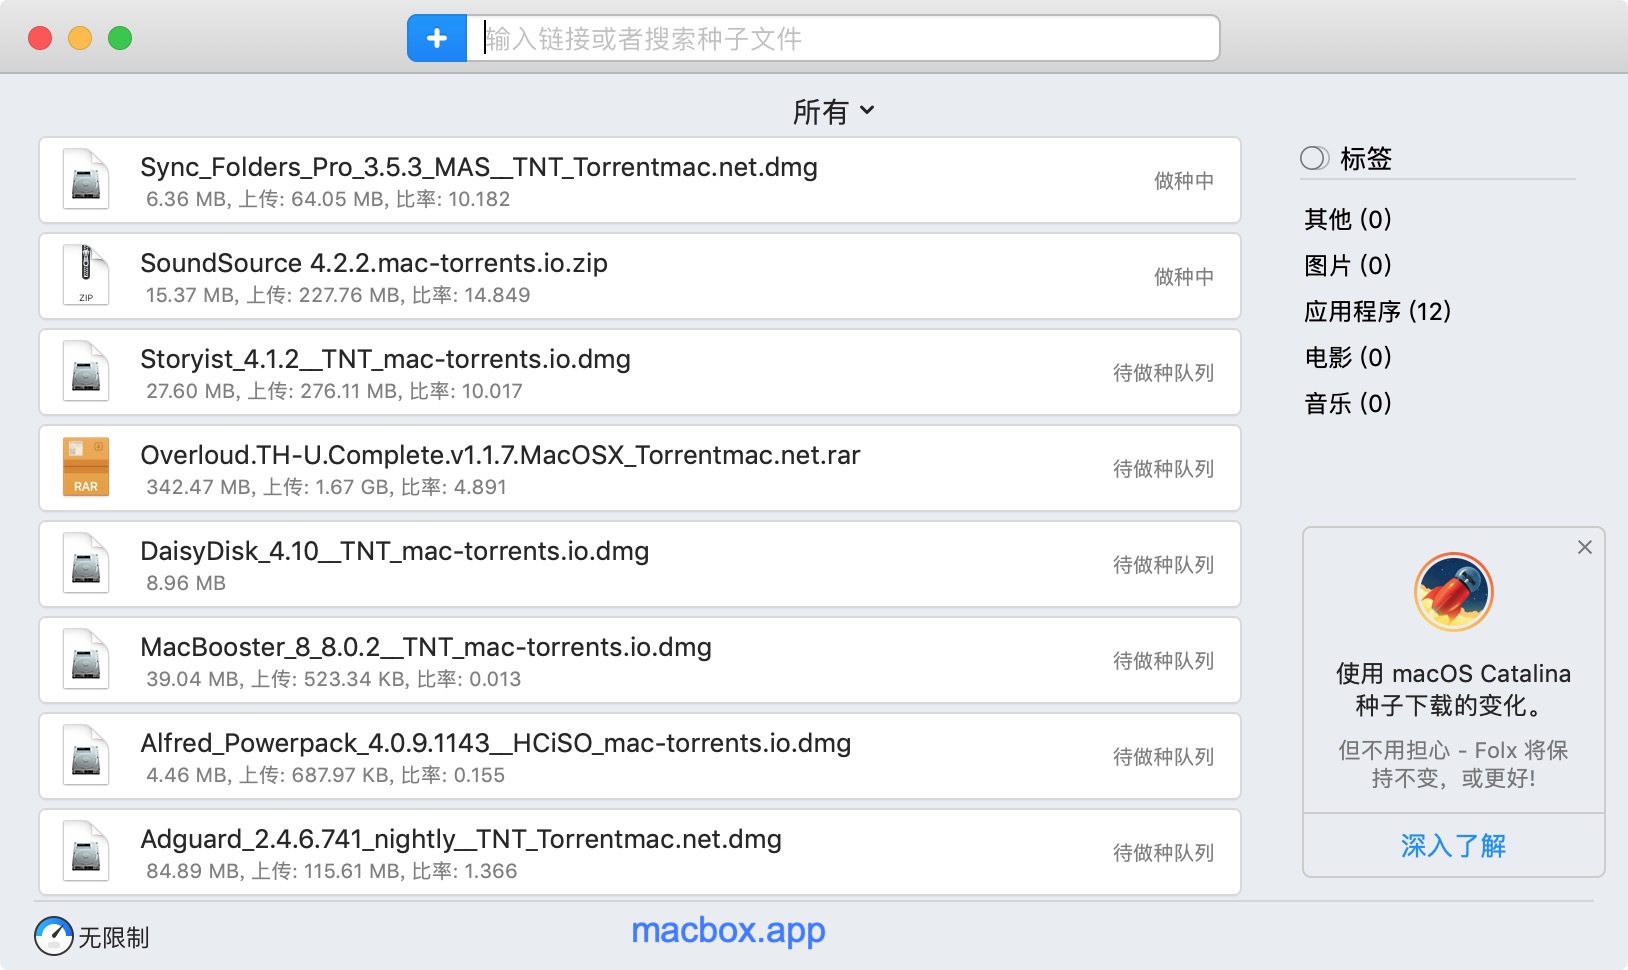 输入链接或者搜索种子文件
所有
Sync_Folders_Pro_3.5.3_MAS__TNT_Torrentmac.net.dmg
6.36 MB, 上传: 64.05 MB, 比率: 10.182
做种中
ZIP
SoundSource 4.2.2.mac-torrents.io.zip
15.37 MB, 上传: 227.76 MB, 比率: 14.849
做种中
Storyist_4.1.2__TNT_mac-torrents.io.dmg
27.60 MB, 上传: 276.11 MB, 比率: 10.017
待做种队列
RAR
Overloud.TH-U.Complete.v1.1.7.MacOSX_Torrentmac.net.rar
342.47 MB, 上传: 1.67 GB, 比率: 4.891
待做种队列
DaisyDisk_4.10__TNT_mac-torrents.io.dmg
8.96 MB
待做种队列
MacBooster_8_8.0.2__TNT_mac-torrents.io.dmg
39.04 MB, 上传: 523.34 KB, 比率: 0.013
待做种队列
Alfred_Powerpack_4.0.9.1143__HCiSO_mac-torrents.io.dmg
4.46 MB, 上传: 687.97 KB, 比率: 0.155
待做种队列
Adguard_2.4.6.741_nightly__TNT_Torrentmac.net.dmg
84.89 MB, 上传: 115.61 MB, 比率: 1.366
待做种队列
标签
其他 (0)
图片 (0)
应用程序 (12)
电影 (0)
音乐 (0)
使用 macOS Catalina
种子下载的变化。
但不用担心 - Folx 将保
持不变，或更好!
深入了解
无限制
macbox.app